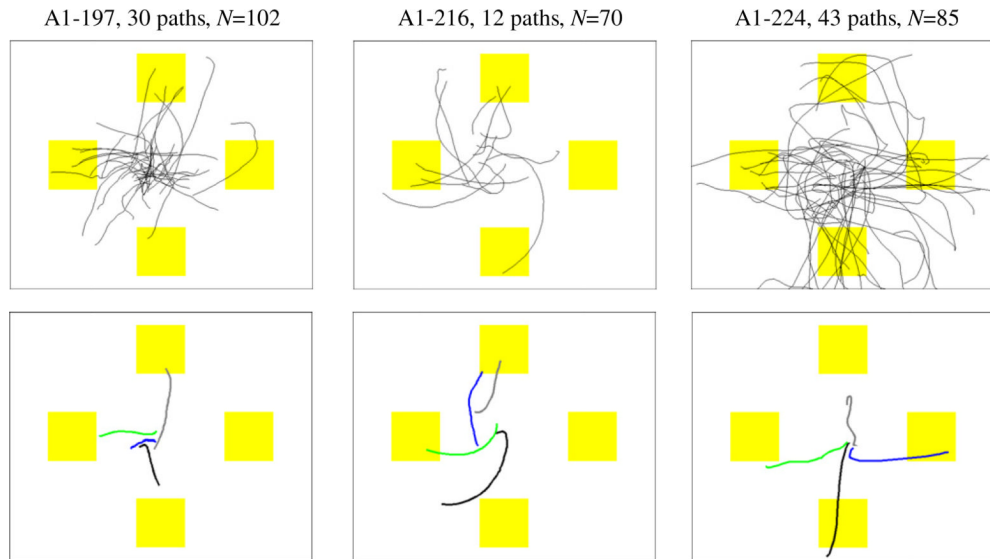 A1-197, 30 paths, N=102
A1-216, 12 paths, N=70
A1-224, 43 paths, N=85